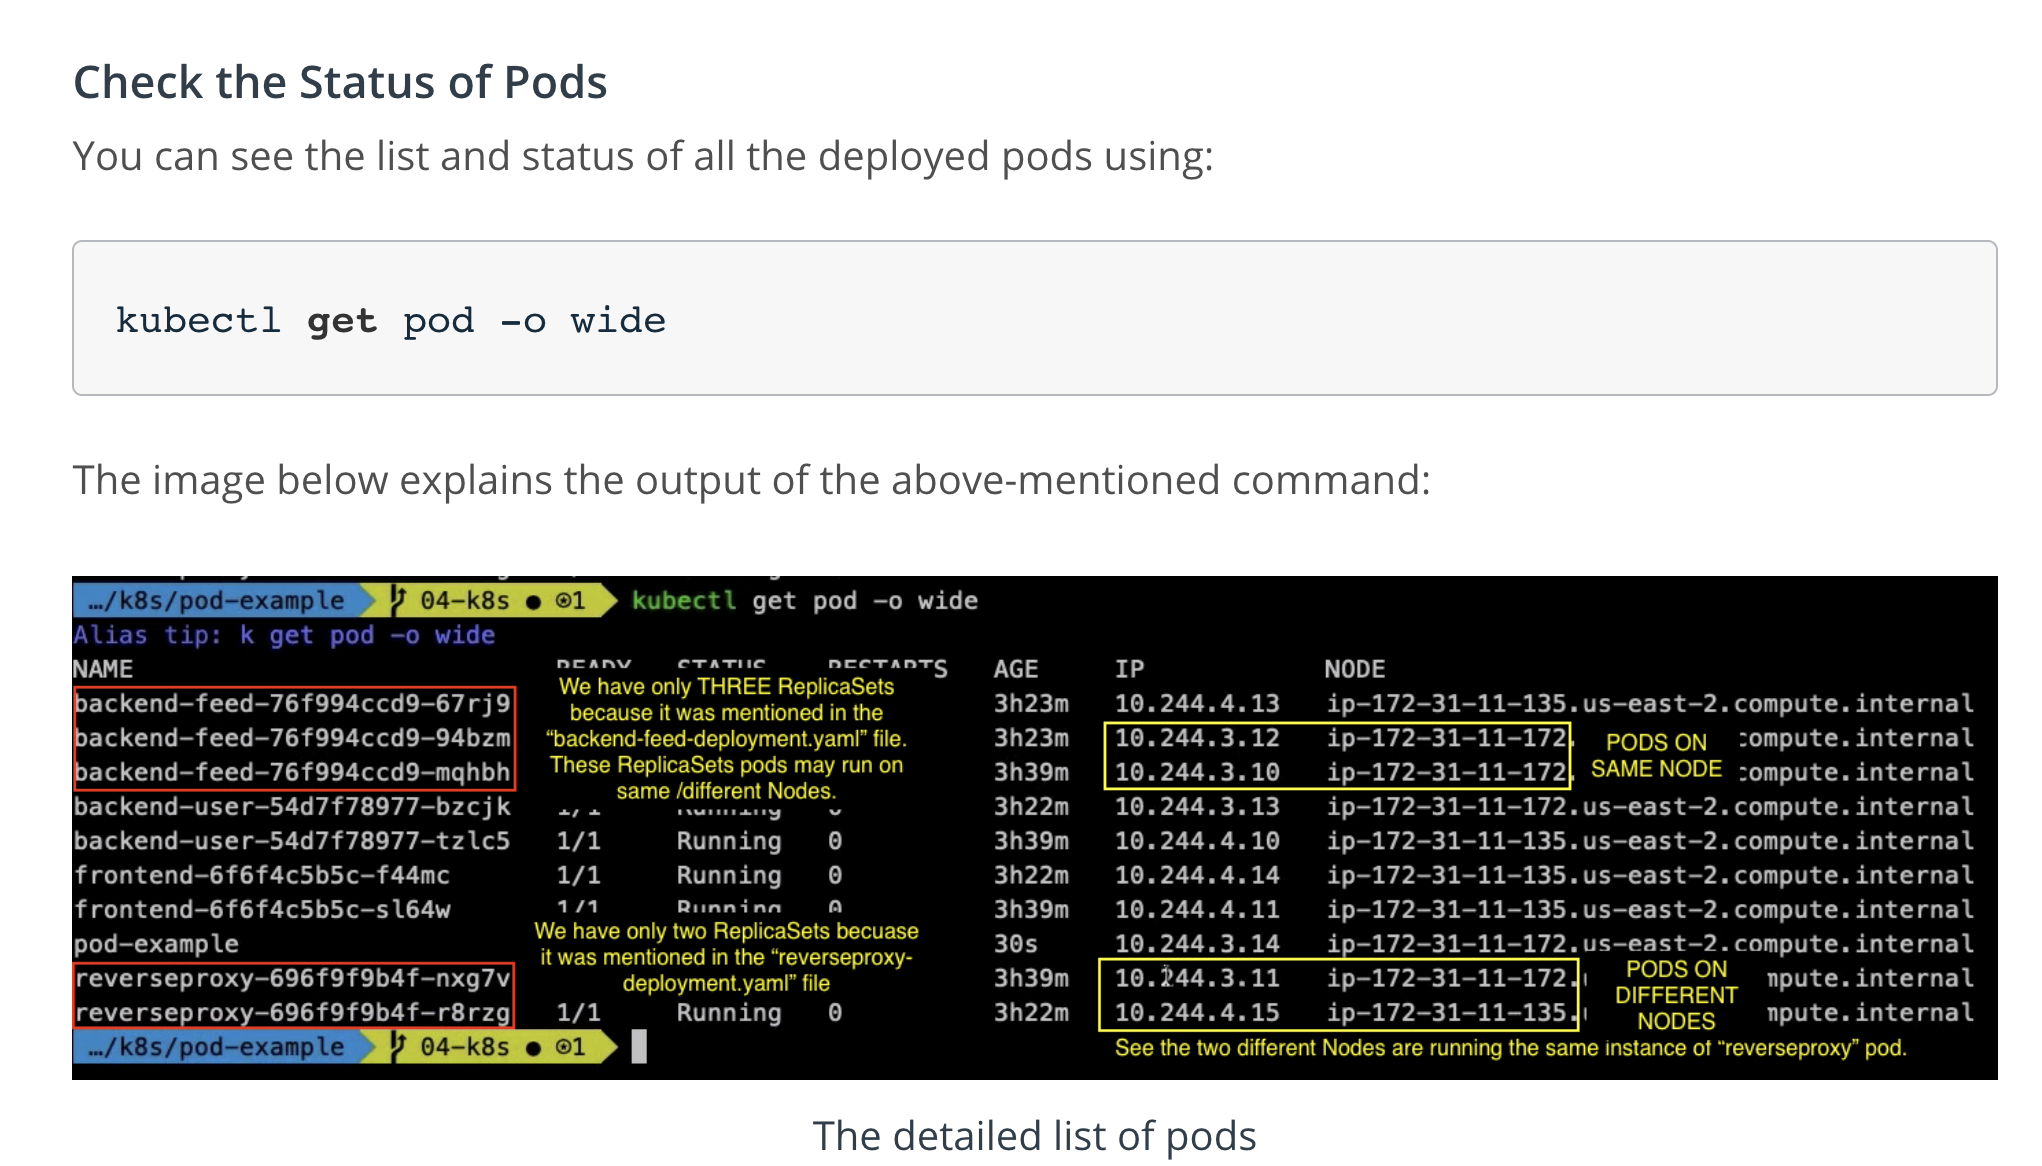 Check the Status of Pods
You can see the list and status of all the deployed pods using:
kubectl get pod -o wide
The image below explains the output of the above-mentioned command:
…/k8s/pod-example 04-k8s ● ⍟1 kubectl get pod -o wide
Alias tip: k get pod -o wide
NAME READY STATUS RESTARTS AGE IP NODE
backend-feed-76f994ccd9-67rj9 3h23m 10.244.4.13 ip-172-31-11-135.us-east-2.compute.internal
backend-feed-76f994ccd9-94bzm 3h23m 10.244.3.12 ip-172-31-11-172. compute.internal
backend-feed-76f994ccd9-mqhbh 3h39m 10.244.3.10 ip-172-31-11-172. compute.internal
We have only THREE ReplicaSets
because it was mentioned in the
“backend-feed-deployment.yaml” file.
These ReplicaSets pods may run on
same /different Nodes.
PODS ON
SAME NODE
backend-user-54d7f78977-bzcjk 1/1 Running 0 3h22m 10.244.3.13 ip-172-31-11-172.us-east-2.compute.internal
backend-user-54d7f78977-tzlc5 1/1 Running 0 3h39m 10.244.4.10 ip-172-31-11-135.us-east-2.compute.internal
frontend-6f6f4c5b5c-f44mc 1/1 Running 0 3h22m 10.244.4.14 ip-172-31-11-135.us-east-2.compute.internal
frontend-6f6f4c5b5c-sl64w 1/1 Running 0 3h39m 10.244.4.11 ip-172-31-11-135.us-east-2.compute.internal
pod-example 30s 10.244.3.14 ip-172-31-11-172.us-east-2.compute.internal
reverseproxy-696f9f9b4f-nxg7v 3h39m 10.244.3.11 ip-172-31-11-172. mpute.internal
reverseproxy-696f9f9b4f-r8rzg 1/1 Running 0 3h22m 10.244.4.15 ip-172-31-11-135. mpute.internal
We have only two ReplicaSets becuase
it was mentioned in the “reverseproxy-
deployment.yaml” file
PODS ON
DIFFERENT
NODES
…/k8s/pod-example 04-k8s ● ⍟1
See the two different Nodes are running the same instance of “reverseproxy” pod.
The detailed list of pods